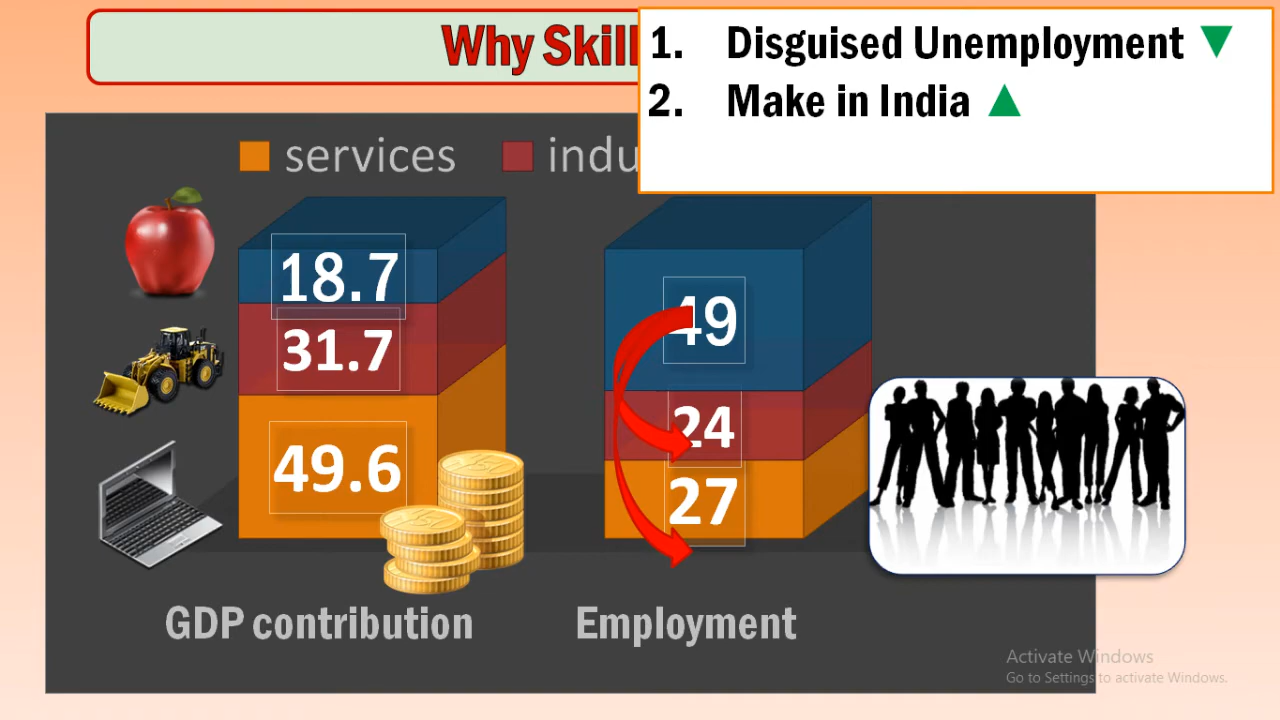 Why Skill
1. Disguised Unemployment ▼
2. Make in India ▲
services indu
18.7
31.7
49.6
49
24
27
GDP contribution Employment
Activate Windows
Go to Settings to activate Windows.